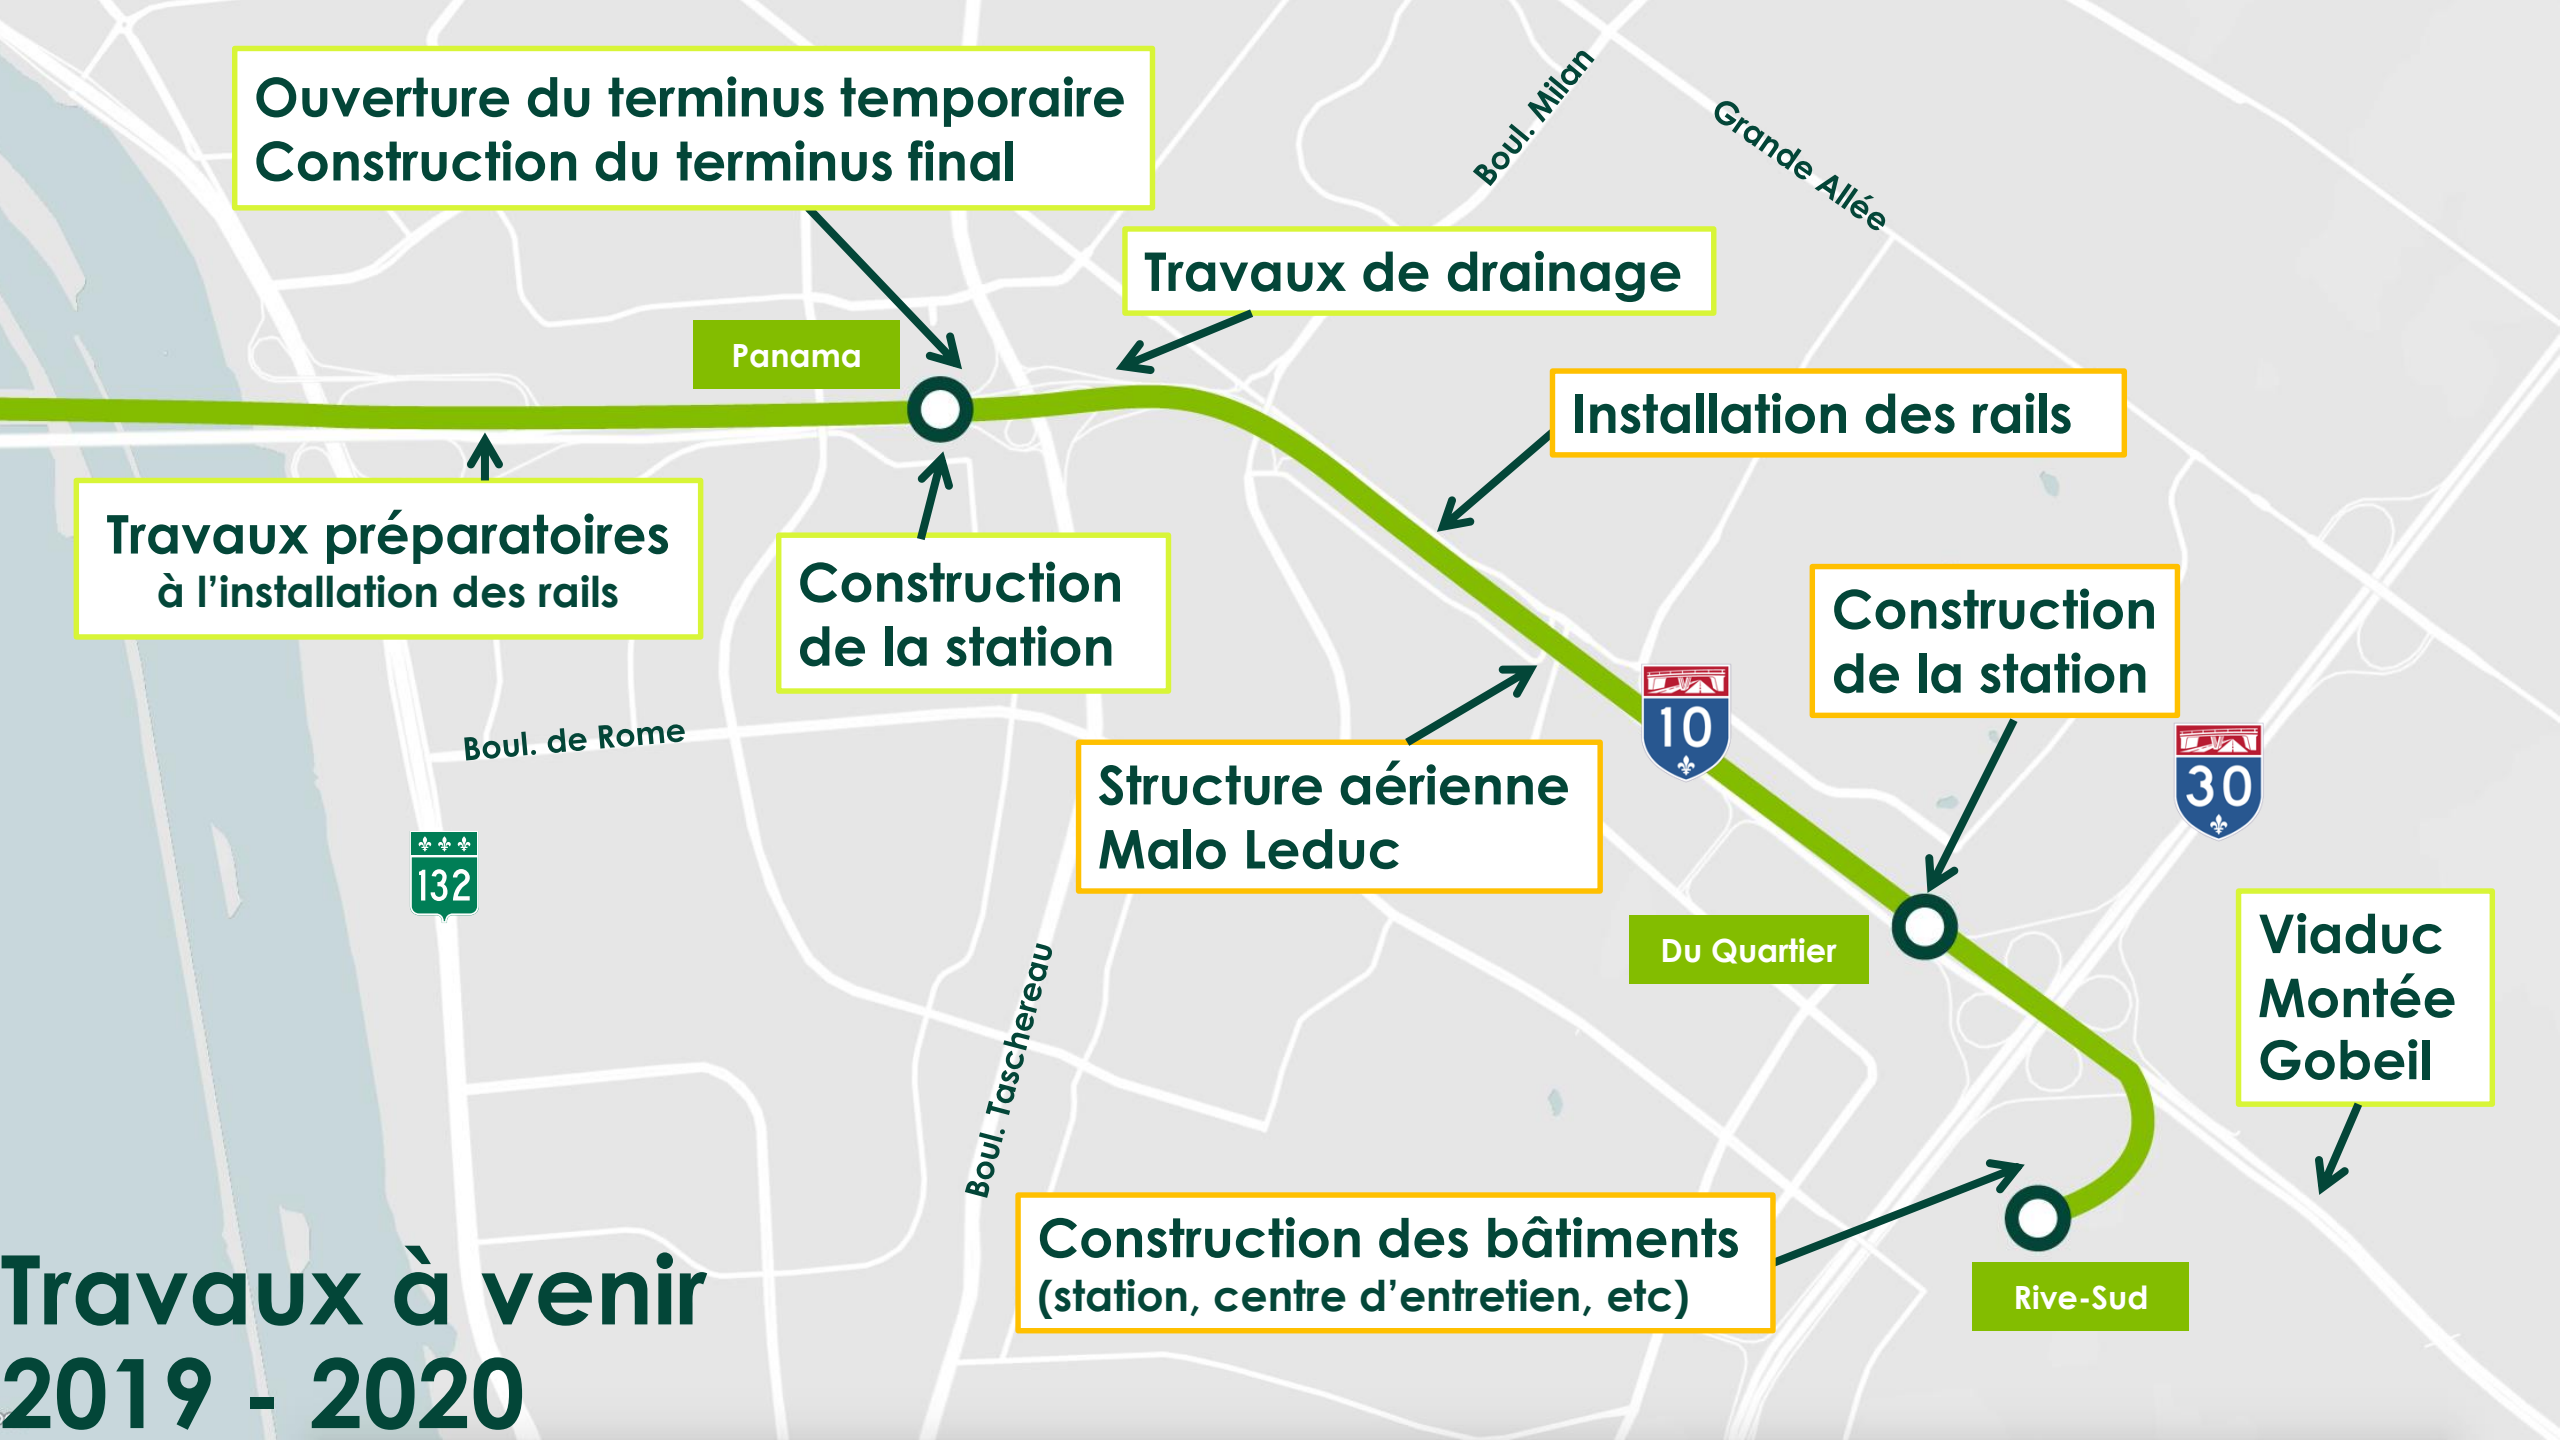 Ouverture du terminus temporaire
Construction du terminus final
Boul. Milan
Grande Allée
Travaux de drainage
Panama
Installation des rails
Travaux préparatoires
à l'installation des rails
Construction
de la station
Construction
de la station
10
30
Boul. de Rome
Structure aérienne
Malo Leduc
132
Du Quartier
Viaduc
Montée
Gobeil
Boul. Taschereau
Construction des bâtiments
(station, centre d'entretien, etc)
Rive-Sud
Travaux à venir
2019 - 2020